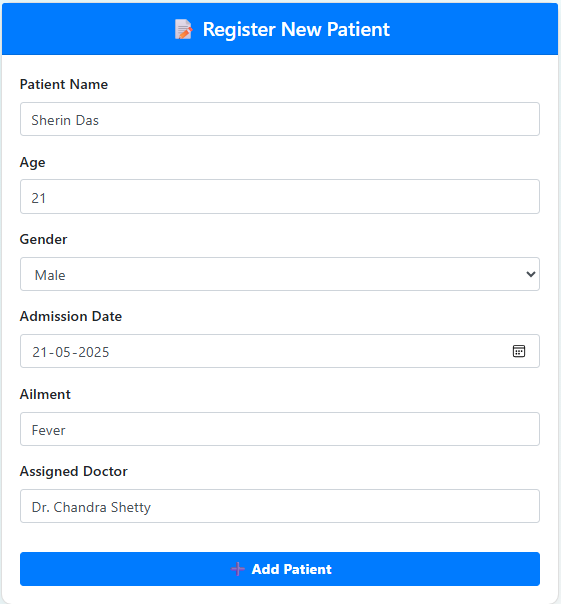 Register New Patient
Patient Name
Sherin Das
Age
21
Gender
Male
Admission Date
21-05-2025
Ailment
Fever
Assigned Doctor
Dr. Chandra Shetty
Add Patient